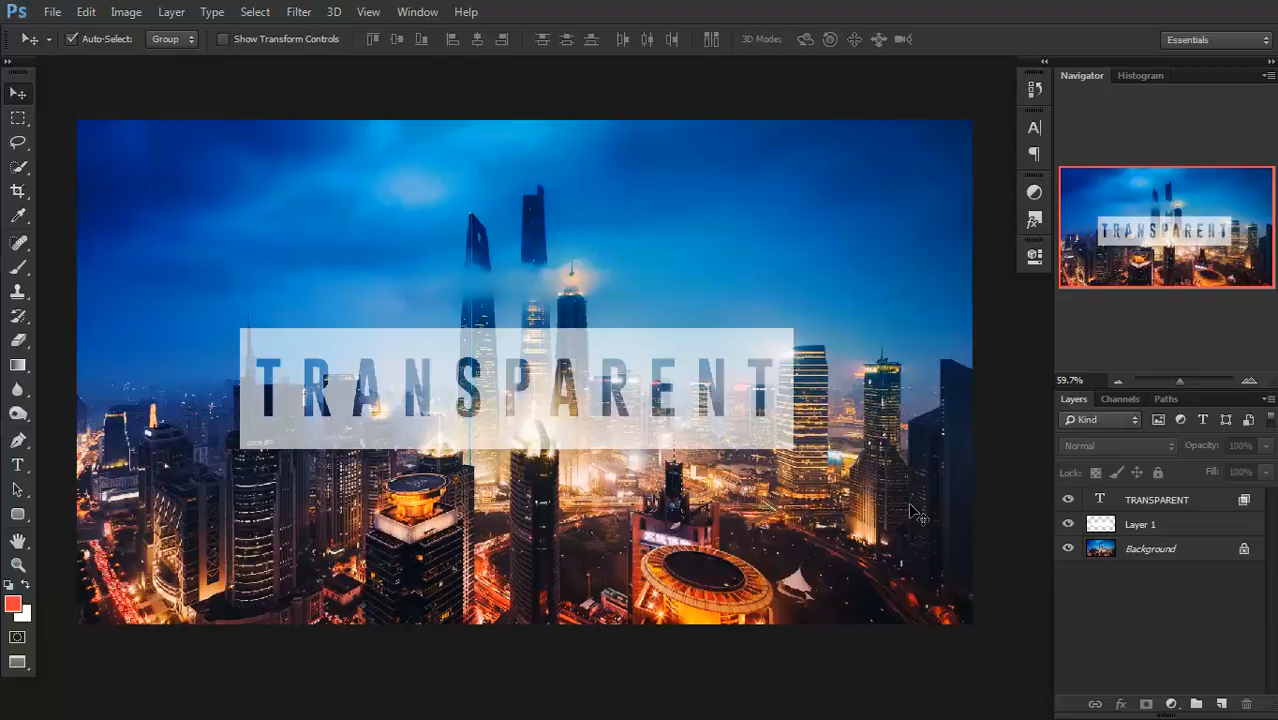 Ps File Edit Image Layer Type Select Filter 3D View Window Help
Auto-Select: Group Show Transform Controls 3D Mode: Essentials
Navigator Histogram
TRANSPARENT
TRANSPARENT
59.7%
Layers Channels Paths
Kind
Normal Opacity: 100%
Lock: Fill: 100%
T TRANSPARENT
Layer 1
Background